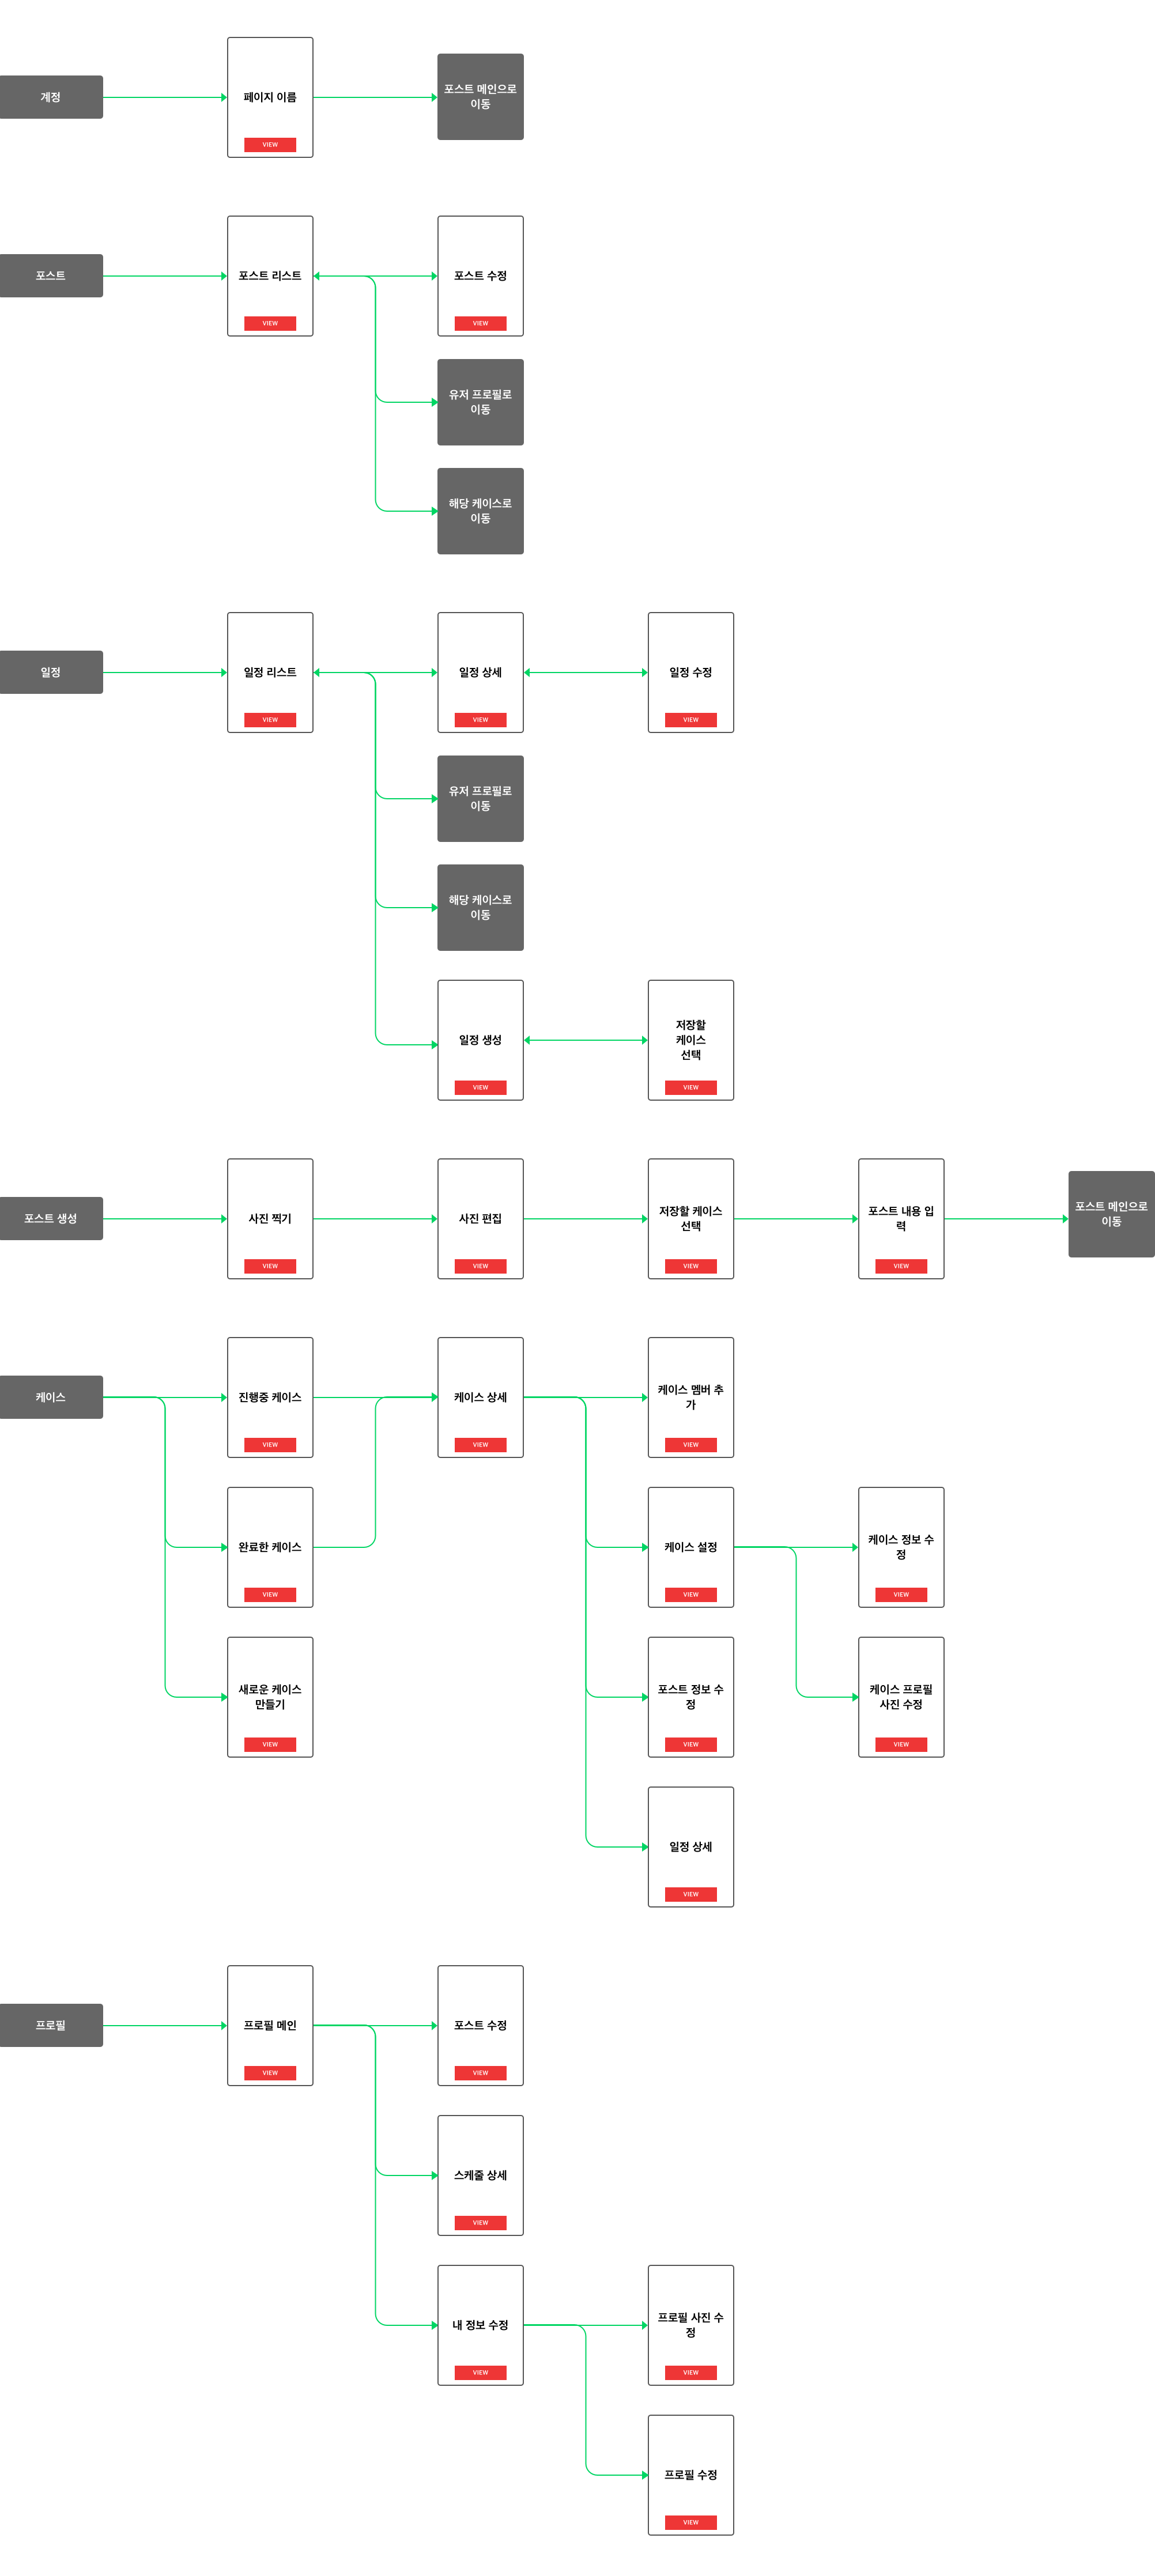 계정
페이지 이름
VIEW
포스트 메인으로
이동
포스트
포스트 리스트
VIEW
포스트 수정
VIEW
유저 프로필로
이동
해당 케이스로
이동
일정
일정 리스트
VIEW
일정 상세
VIEW
일정 수정
VIEW
유저 프로필로
이동
해당 케이스로
이동
일정 생성
VIEW
저장할
케이스
선택
VIEW
포스트 생성
사진 찍기
VIEW
사진 편집
VIEW
저장할 케이스
선택
VIEW
포스트 내용 입
력
VIEW
포스트 메인으로
이동
케이스
진행중 케이스
VIEW
케이스 상세
VIEW
케이스 멤버 추
가
VIEW
완료한 케이스
VIEW
케이스 설정
VIEW
케이스 정보 수
정
VIEW
새로운 케이스
만들기
VIEW
포스트 정보 수
정
VIEW
케이스 프로필
사진 수정
VIEW
일정 상세
VIEW
프로필
프로필 메인
VIEW
포스트 수정
VIEW
스케줄 상세
VIEW
내 정보 수정
VIEW
프로필 사진 수
정
VIEW
프로필 수정
VIEW